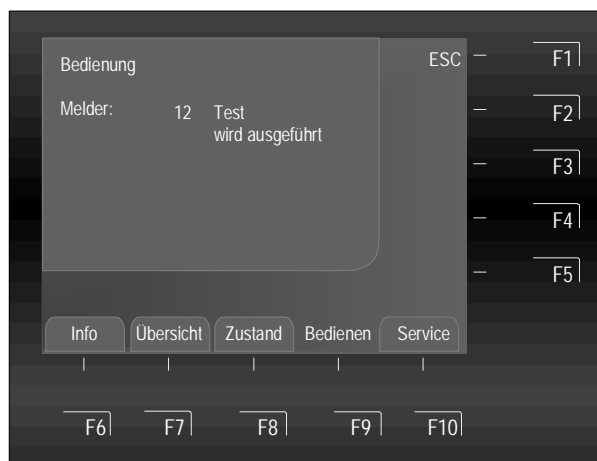 Bedienung
ESC – F1
Melder: 12 Test – F2
wird ausgeführt
– F3
– F4
– F5
Info Übersicht Zustand Bedienen Service
F6 F7 F8 F9 F10